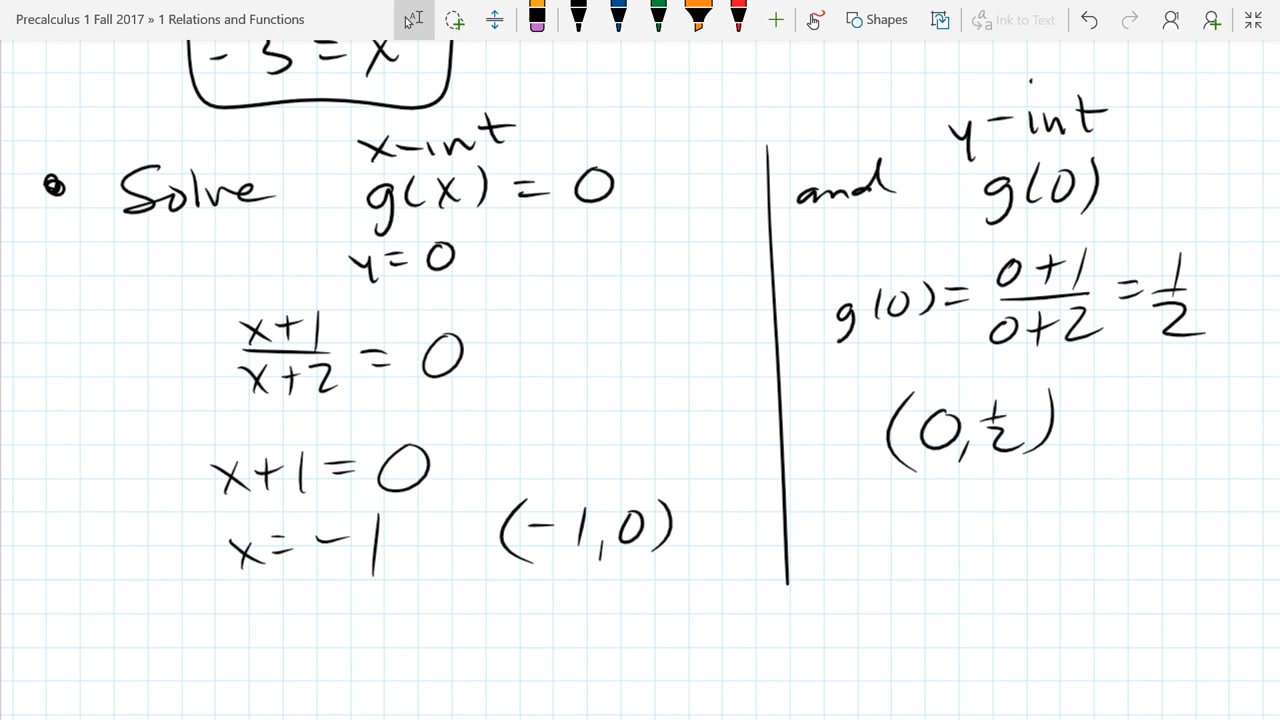 Precalculus 1 Fall 2017 » 1 Relations and Functions
Shapes
Ink to Text
x-int
• Solve g(x) = 0
y = 0
x+1/x+2 = 0
x+1 = 0
x = -1 (-1,0)
y-int
and g(0)
g(0) = 0+1/0+2 = 1/2
(0,1/2)